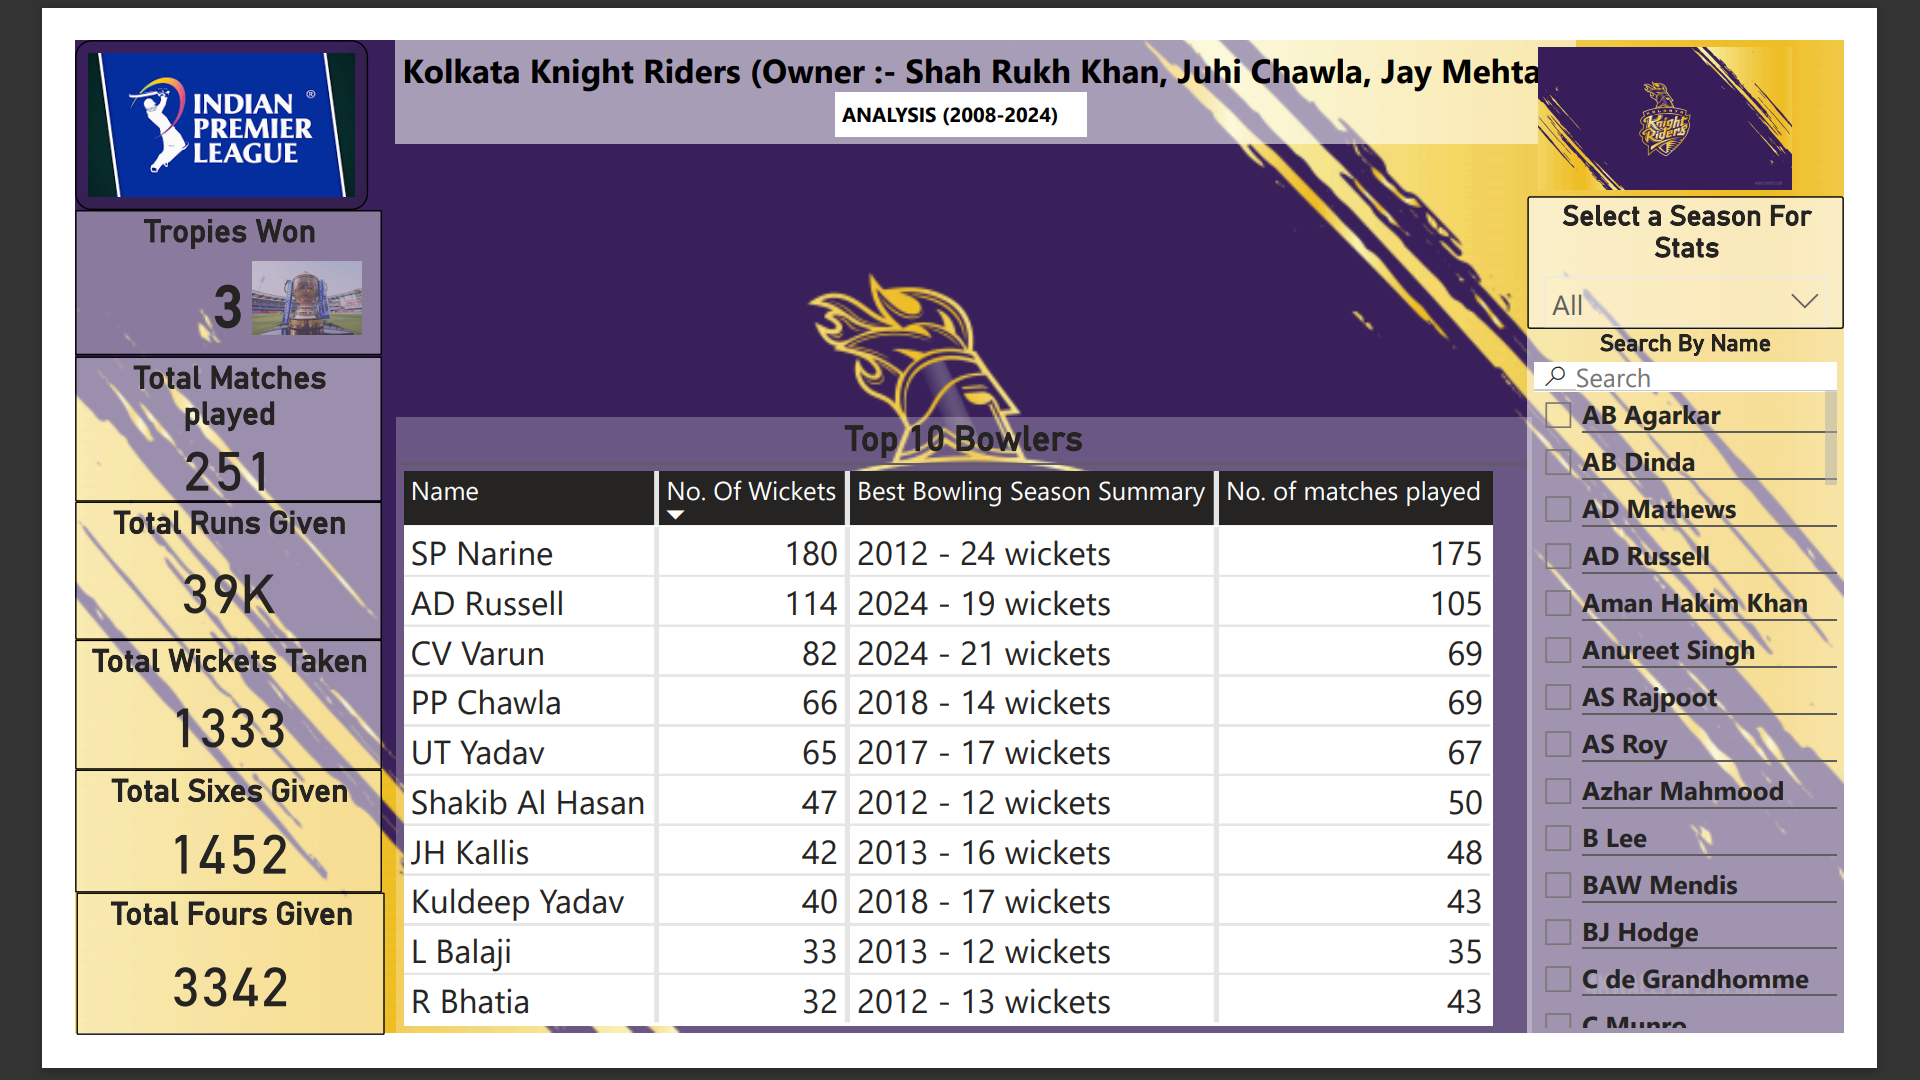 INDIAN ®
PREMIER
LEAGUE
Kolkata Knight Riders (Owner :- Shah Rukh Khan, Juhi Chawla, Jay Mehta
ANALYSIS (2008-2024)
Knight
Riders
Tropies Won
3
Total Matches
played
251
Total Runs Given
39K
Total Wickets Taken
1333
Total Sixes Given
1452
Total Fours Given
3342
Top 10 Bowlers
Name No. Of Wickets Best Bowling Season Summary No. of matches played
SP Narine 180 2012 - 24 wickets 175
AD Russell 114 2024 - 19 wickets 105
CV Varun 82 2024 - 21 wickets 69
PP Chawla 66 2018 - 14 wickets 69
UT Yadav 65 2017 - 17 wickets 67
Shakib Al Hasan 47 2012 - 12 wickets 50
JH Kallis 42 2013 - 16 wickets 48
Kuldeep Yadav 40 2018 - 17 wickets 43
L Balaji 33 2013 - 12 wickets 35
R Bhatia 32 2012 - 13 wickets 43
Select a Season For
Stats
All
Search By Name
Search
AB Agarkar
AB Dinda
AD Mathews
AD Russell
Aman Hakim Khan
Anureet Singh
AS Rajpoot
AS Roy
Azhar Mahmood
B Lee
BAW Mendis
BJ Hodge
C de Grandhomme
C Munro